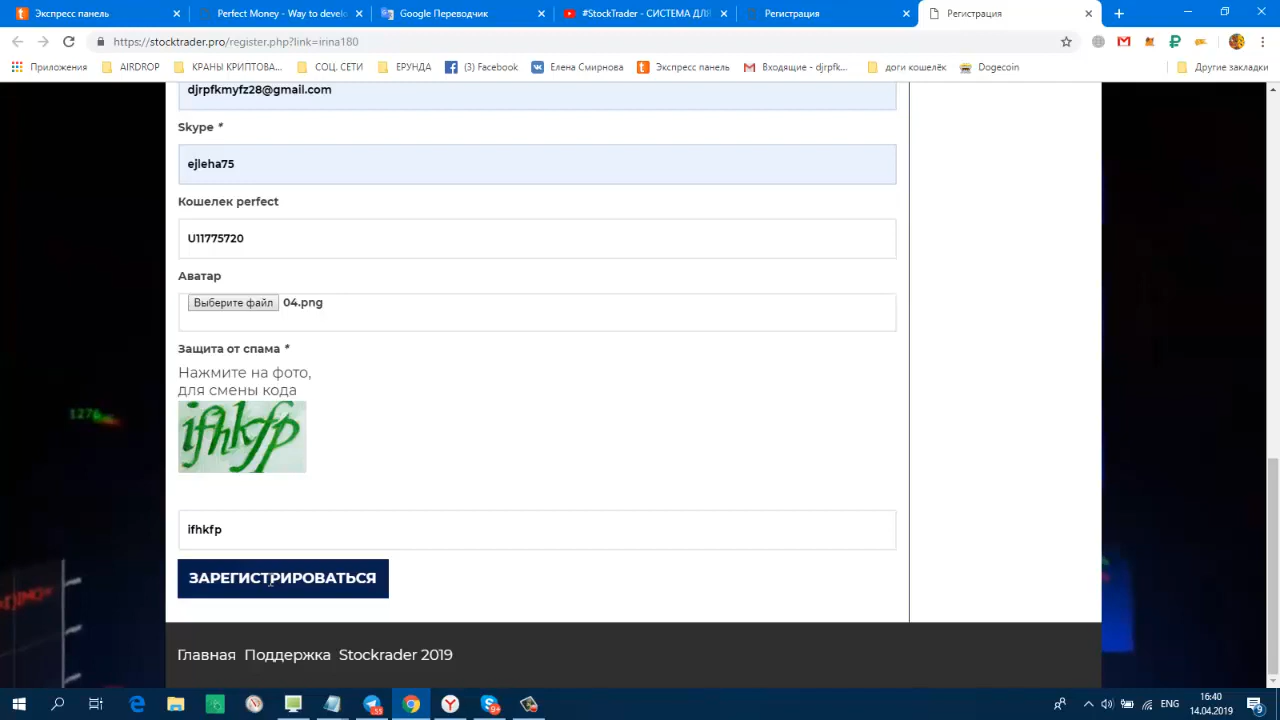 Экспресс панель
Perfect Money - Way to develo
Google Переводчик
#StockTrader - СИСТЕМА ДЛЯ
Регистрация
Регистрация
https://stocktrader.pro/register.php?link=irina180
Приложения
AIRDROP
КРАНЫ КРИПТОВА...
СОЦ. СЕТИ
ЕРУНДА
(3) Facebook
Елена Смирнова
Экспресс панель
Входящие - djrpfk...
доги кошелёк
Dogecoin
Другие закладки
djrpfkmyfz28@gmail.com
Skype *
ejleha75
Кошелек perfect
U11775720
Аватар
Выберите файл 04.png
Защита от спама *
Нажмите на фото,
для смены кода
ifhkfp
ifhkfp
ЗАРЕГИСТРИРОВАТЬСЯ
1276
Главная Поддержка Stockrader 2019
ENG
16:40
14.04.2019